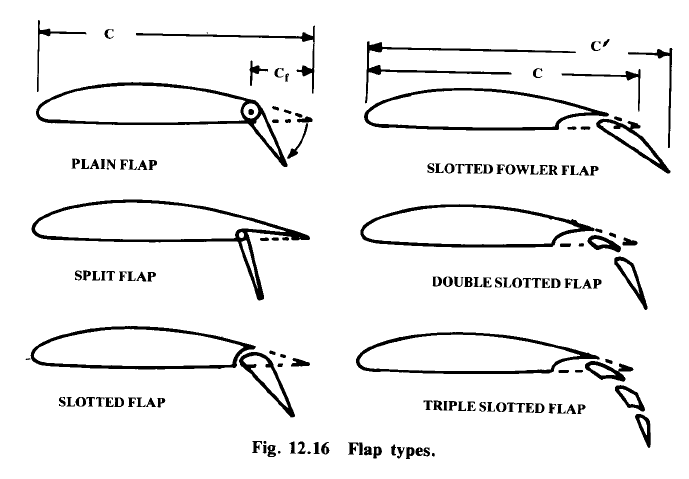 C
C_f
PLAIN FLAP
SPLIT FLAP
SLOTTED FLAP
C′
C
SLOTTED FOWLER FLAP
DOUBLE SLOTTED FLAP
TRIPLE SLOTTED FLAP
Fig. 12.16 Flap types.